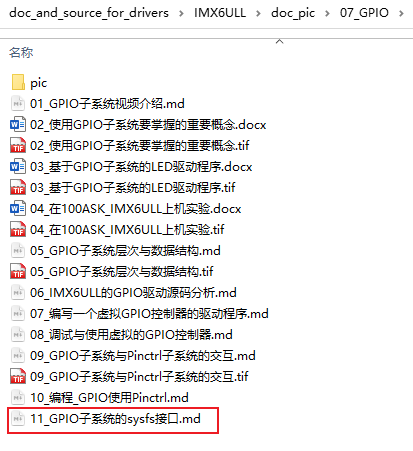 doc_and_source_for_drivers > IMX6ULL > doc_pic > 07_GPIO >
名称
pic
01_GPIO子系统视频介绍.md
02_使用GPIO子系统要掌握的重要概念.docx
02_使用GPIO子系统要掌握的重要概念.tif
03_基于GPIO子系统的LED驱动程序.docx
03_基于GPIO子系统的LED驱动程序.tif
04_在100ASK_IMX6ULL上机实验.docx
04_在100ASK_IMX6ULL上机实验.tif
05_GPIO子系统层次与数据结构.md
05_GPIO子系统层次与数据结构.tif
06_IMX6ULL的GPIO驱动源码分析.md
07_编写一个虚拟GPIO控制器的驱动程序.md
08_调试与使用虚拟的GPIO控制器.md
09_GPIO子系统与Pinctrl子系统的交互.md
09_GPIO子系统与Pinctrl子系统的交互.tif
10_编程_GPIO使用Pinctrl.md
11_GPIO子系统的sysfs接口.md